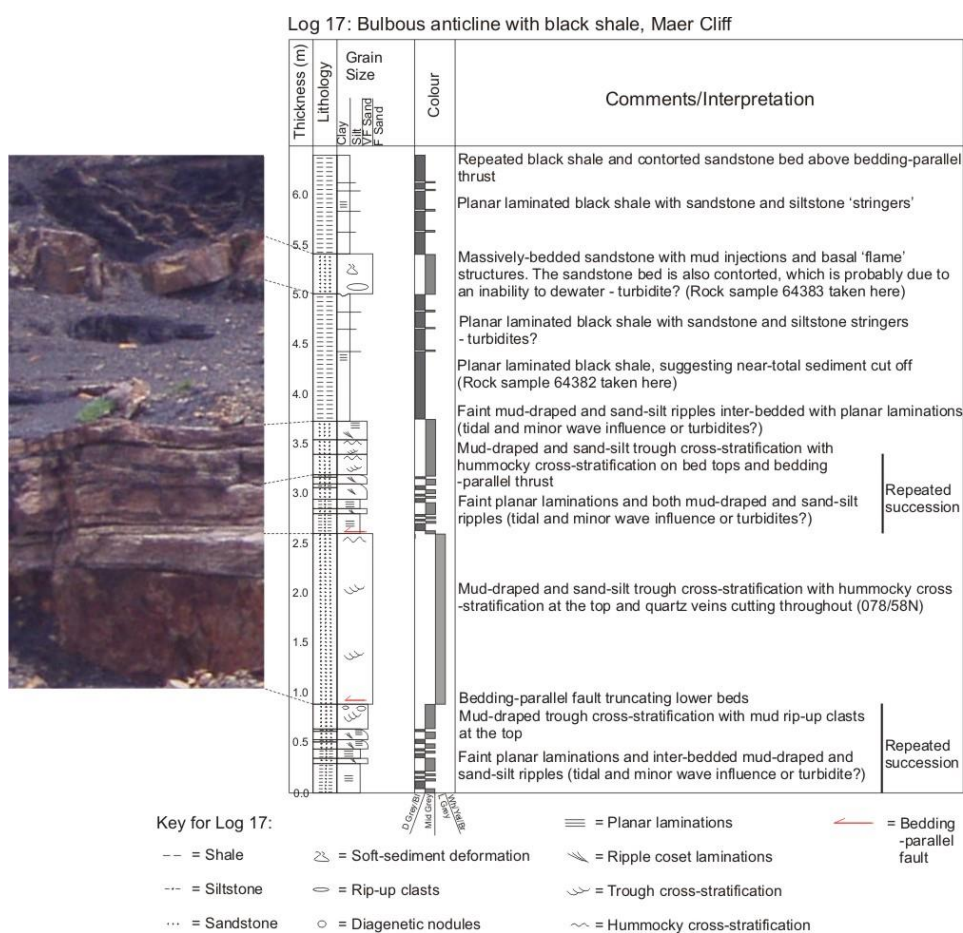 Log 17: Bulbous anticline with black shale, Maer Cliff
Thickness (m)
Lithology
Grain
Size
Clay
Silt
VF Sand
F Sand
Colour
Comments/Interpretation
Repeated black shale and contorted sandstone bed above bedding-parallel
thrust
6.0
Planar laminated black shale with sandstone and siltstone ‘stringers’
5.5
Massively-bedded sandstone with mud injections and basal ‘flame’
structures. The sandstone bed is also contorted, which is probably due to
an inability to dewater - turbidite? (Rock sample 64383 taken here)
5.0
Planar laminated black shale with sandstone and siltstone stringers
- turbidites?
4.5
Planar laminated black shale, suggesting near-total sediment cut off
(Rock sample 64382 taken here)
4.0
Faint mud-draped and sand-silt ripples inter-bedded with planar laminations
(tidal and minor wave influence or turbidites?)
3.5
Mud-draped and sand-silt trough cross-stratification with
hummocky cross-stratification on bed tops and bedding
-parallel thrust
3.0
Faint planar laminations and both mud-draped and sand-silt
ripples (tidal and minor wave influence or turbidites?)
Repeated
succession
2.5
2.0
Mud-draped and sand-silt trough cross-stratification with hummocky cross
-stratification at the top and quartz veins cutting throughout (078/58N)
1.5
1.0
Bedding-parallel fault truncating lower beds
Mud-draped trough cross-stratification with mud rip-up clasts
at the top
0.5
Faint planar laminations and inter-bedded mud-draped and
sand-silt ripples (tidal and minor wave influence or turbidite?)
Repeated
succession
0.0
D Grey/Bl
Mid Grey
L Grey
Wh/Yel/Br
Key for Log 17:
= Shale
= Siltstone
= Sandstone
= Soft-sediment deformation
= Rip-up clasts
= Diagenetic nodules
= Planar laminations
= Ripple coset laminations
= Trough cross-stratification
= Hummocky cross-stratification
= Bedding
-parallel
fault